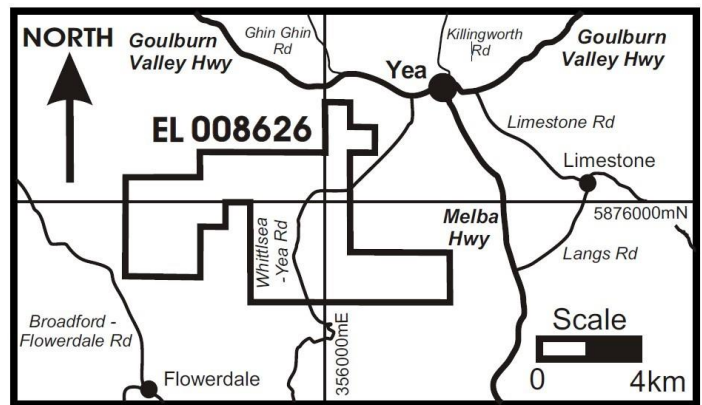 NORTH
Goulburn
Valley Hwy
Ghin Ghin
Rd
Killingworth
Rd
Goulburn
Valley Hwy
Yea
EL 008626
Limestone Rd
Limestone
5876000mN
Melba
Hwy
Langs Rd
Whittlsea
-Yea Rd
Broadford -
Flowerdale Rd
Flowerdale
356000mE
Scale
0 4km